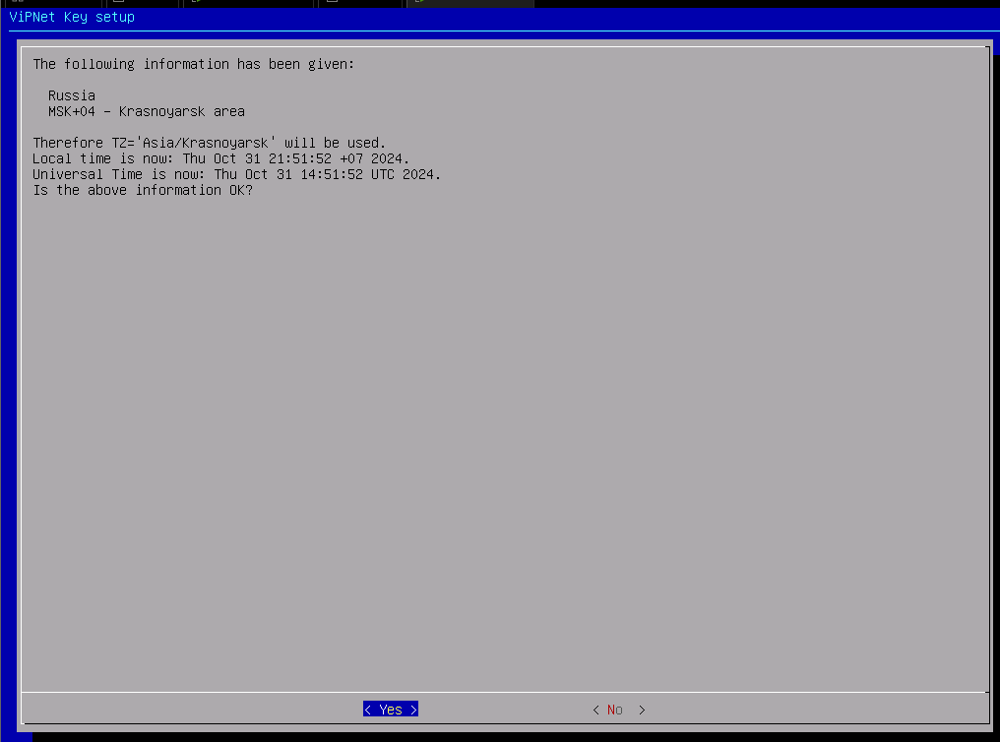 ViPNet Key setup
The following information has been given:
Russia
MSK+04 - Krasnoyarsk area
Therefore TZ='Asia/Krasnoyarsk' will be used.
Local time is now: Thu Oct 31 21:51:52 +07 2024.
Universal Time is now: Thu Oct 31 14:51:52 UTC 2024.
Is the above information OK?
< Yes > < No >